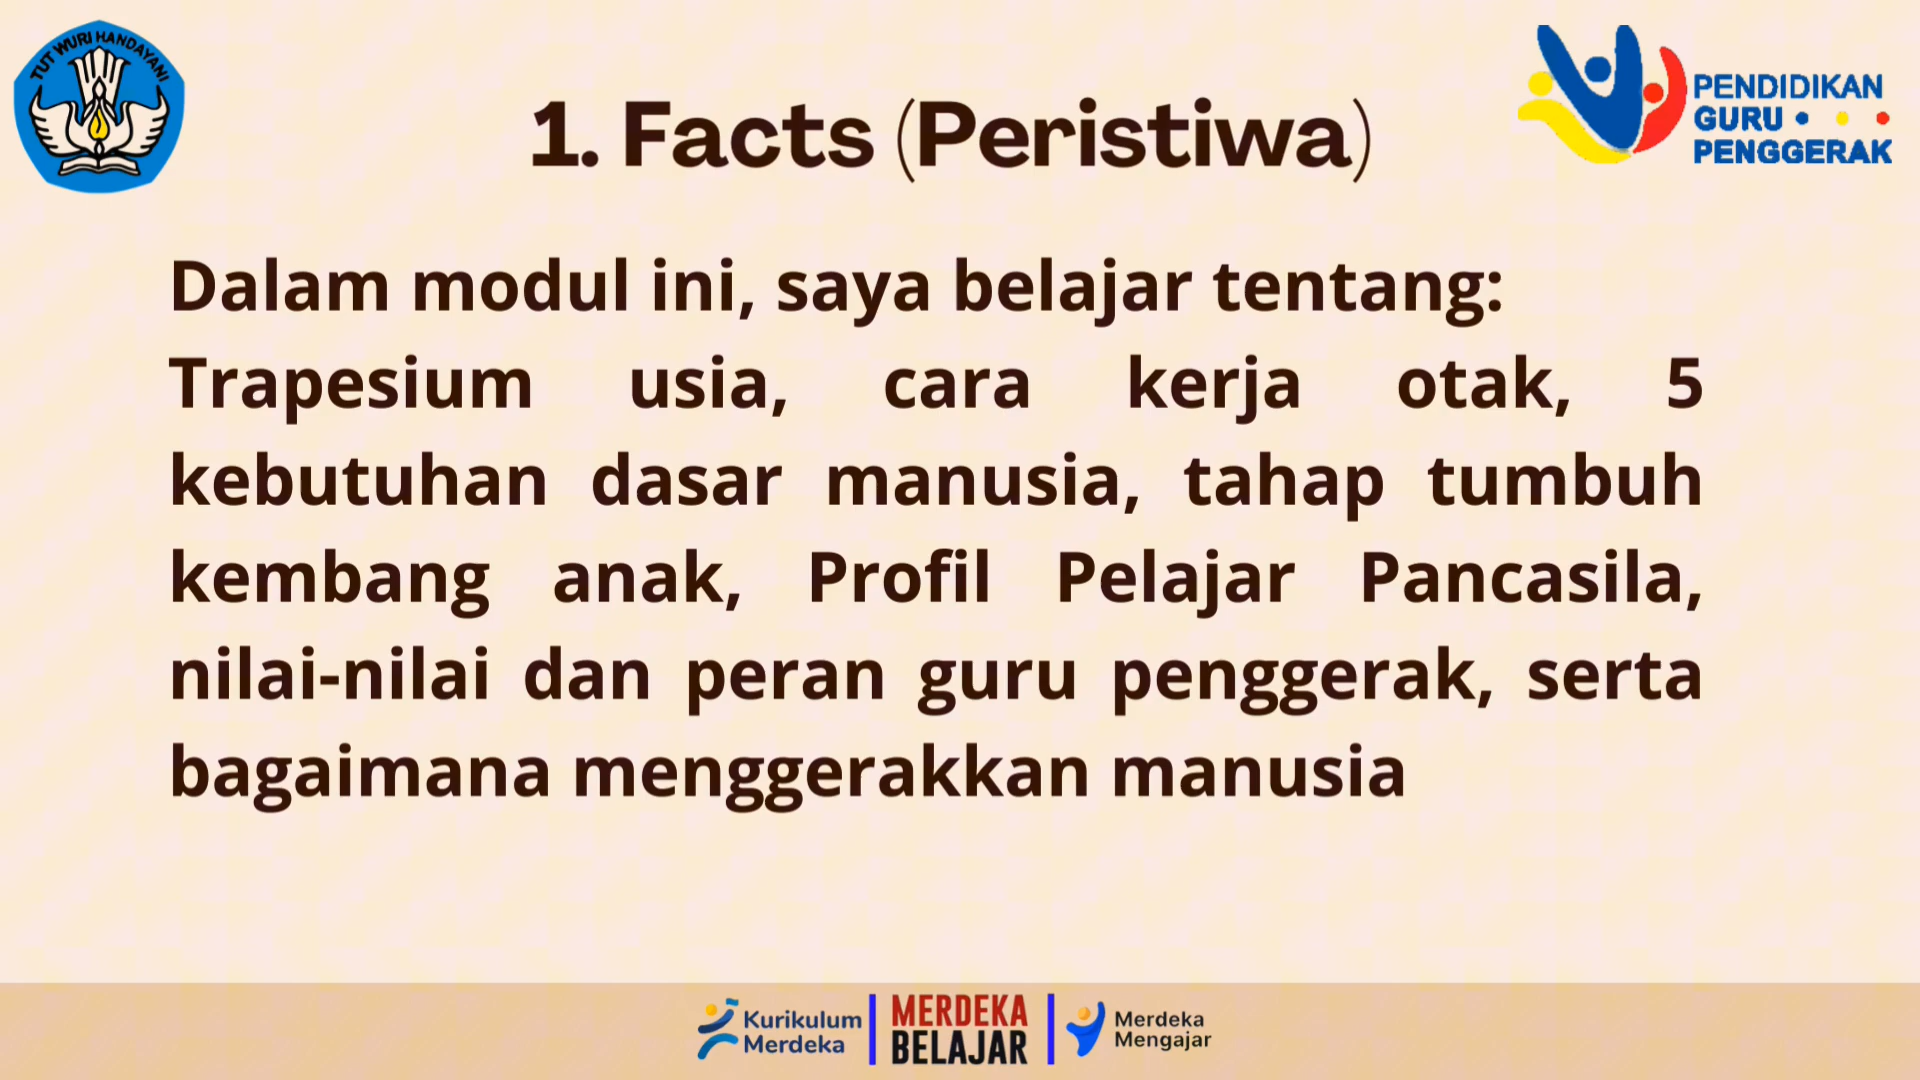 TUT WURI HANDAYANI
1. Facts (Peristiwa)
PENDIDIKAN
GURU
PENGGERAK
Dalam modul ini, saya belajar tentang:
Trapesium usia, cara kerja otak, 5
kebutuhan dasar manusia, tahap tumbuh
kembang anak, Profil Pelajar Pancasila,
nilai-nilai dan peran guru penggerak, serta
bagaimana menggerakkan manusia
Kurikulum
Merdeka
MERDEKA
BELAJAR
Merdeka
Mengajar